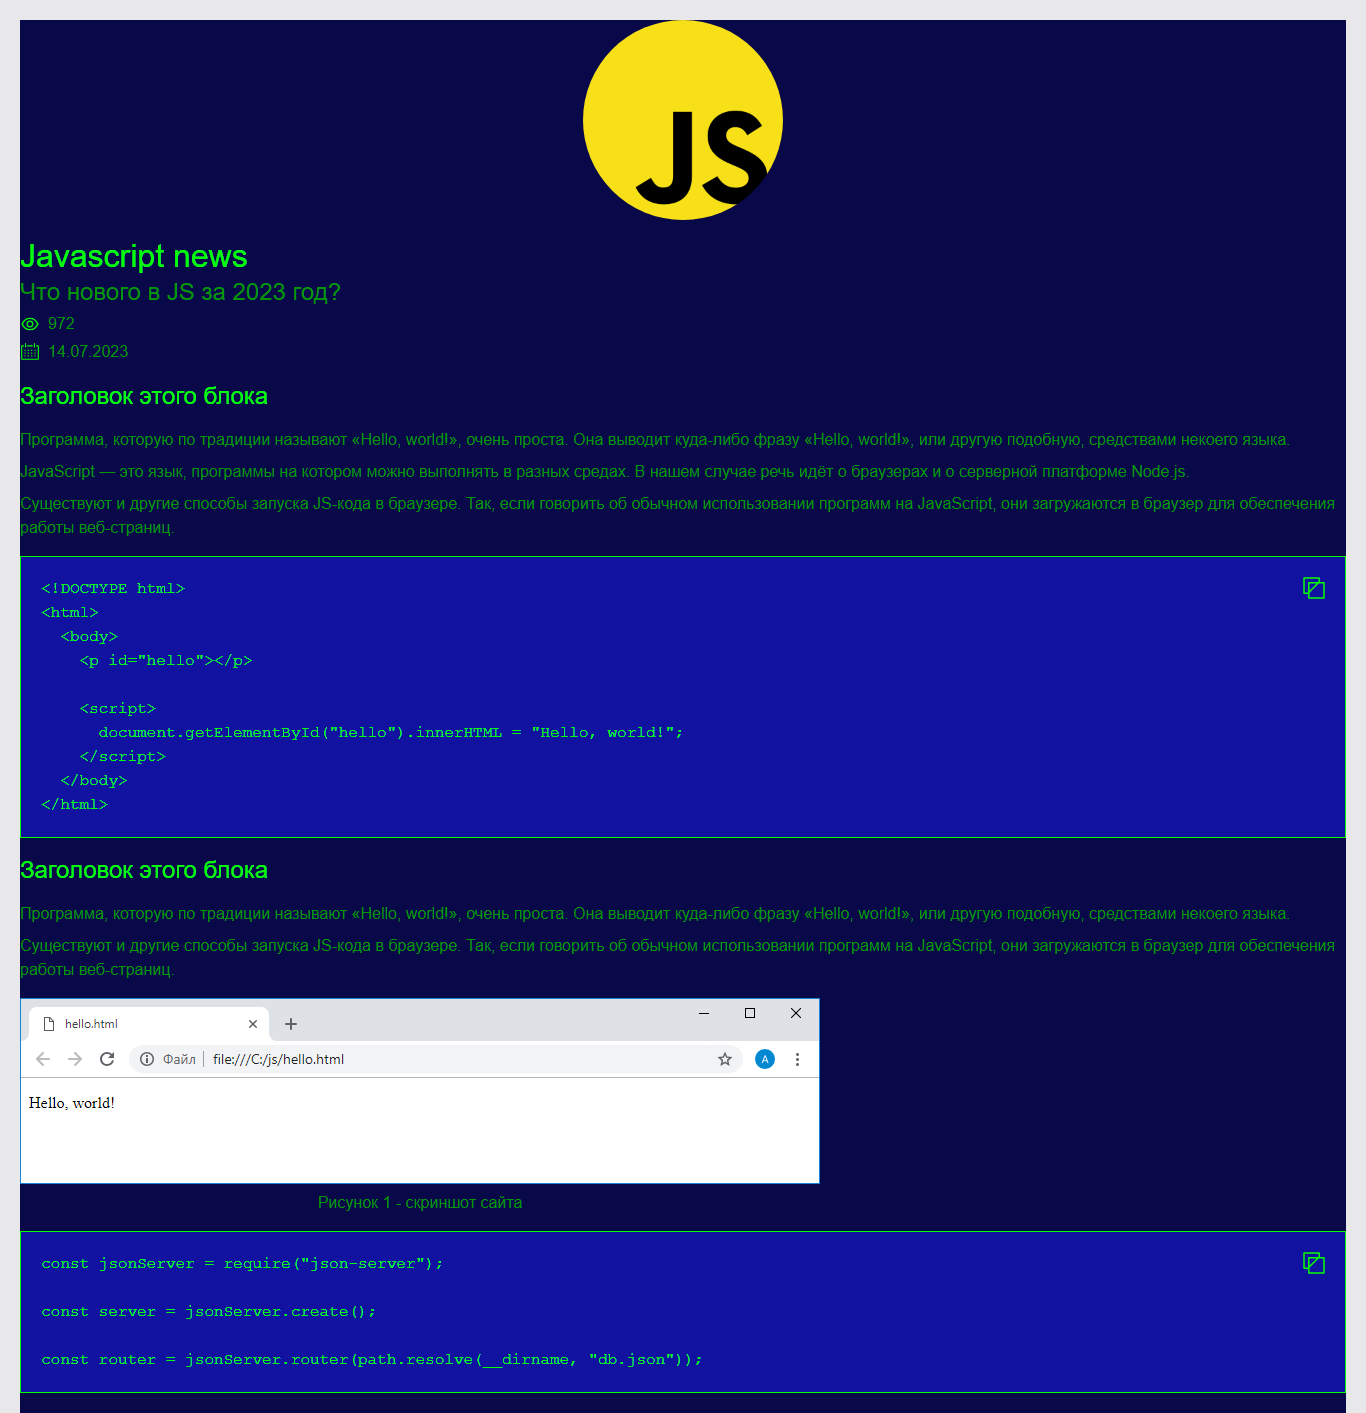 JS
Javascript news
Что нового в JS за 2023 год?
972
14.07.2023
Заголовок этого блока
Программа, которую по традиции называют «Hello, world!», очень проста. Она выводит куда-либо фразу «Hello, world!», или другую подобную, средствами некоего языка.
JavaScript — это язык, программы на котором можно выполнять в разных средах. В нашем случае речь идёт о браузерах и о серверной платформе Node.js.
Существуют и другие способы запуска JS-кода в браузере. Так, если говорить об обычном использовании программ на JavaScript, они загружаются в браузер для обеспечения
работы веб-страниц.
<!DOCTYPE html>
<html>
  <body>
    <p id="hello"></p>

    <script>
      document.getElementById("hello").innerHTML = "Hello, world!";
    </script>
  </body>
</html>
Заголовок этого блока
Программа, которую по традиции называют «Hello, world!», очень проста. Она выводит куда-либо фразу «Hello, world!», или другую подобную, средствами некоего языка.
Существуют и другие способы запуска JS-кода в браузере. Так, если говорить об обычном использовании программ на JavaScript, они загружаются в браузер для обеспечения
работы веб-страниц.
hello.html
Файл file:///C:/js/hello.html A
Hello, world!
Рисунок 1 - скриншот сайта
const jsonServer = require("json-server");

const server = jsonServer.create();

const router = jsonServer.router(path.resolve(__dirname, "db.json"));